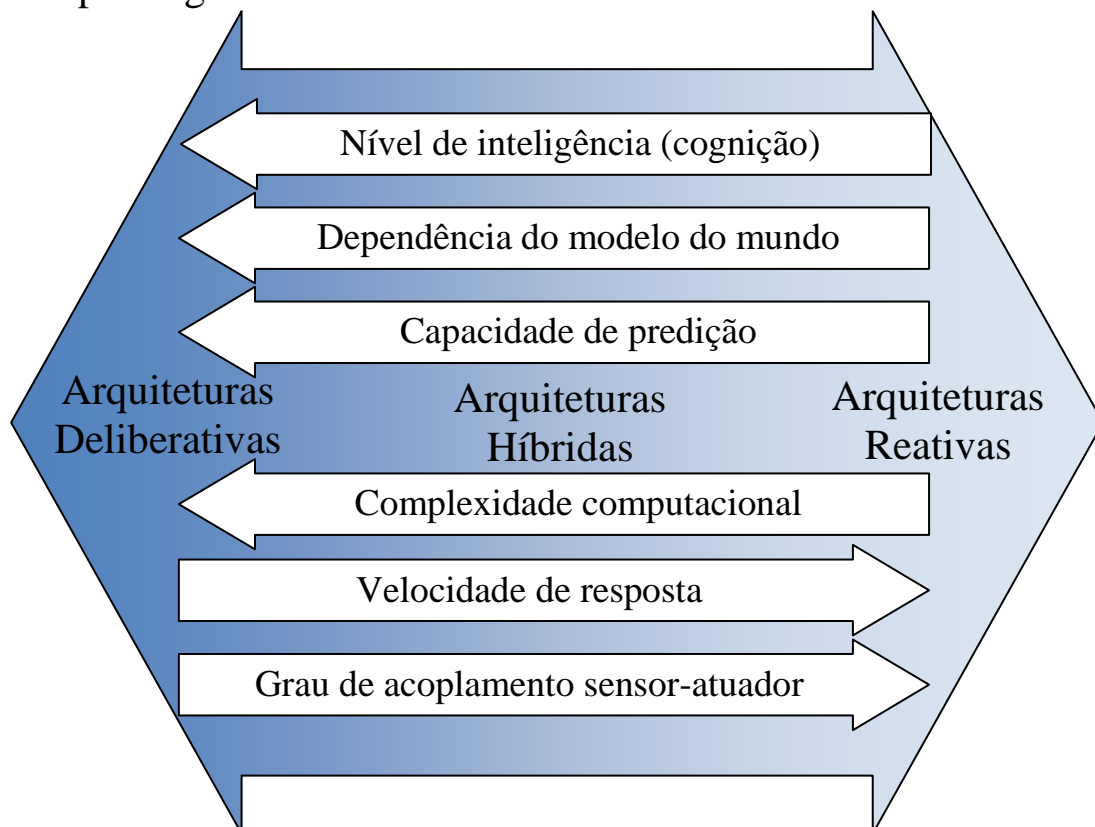 Nível de inteligência (cognição)
Dependência do modelo do mundo
Capacidade de predição
Arquiteturas
Deliberativas
Arquiteturas
Híbridas
Arquiteturas
Reativas
Complexidade computacional
Velocidade de resposta
Grau de acoplamento sensor-atuador